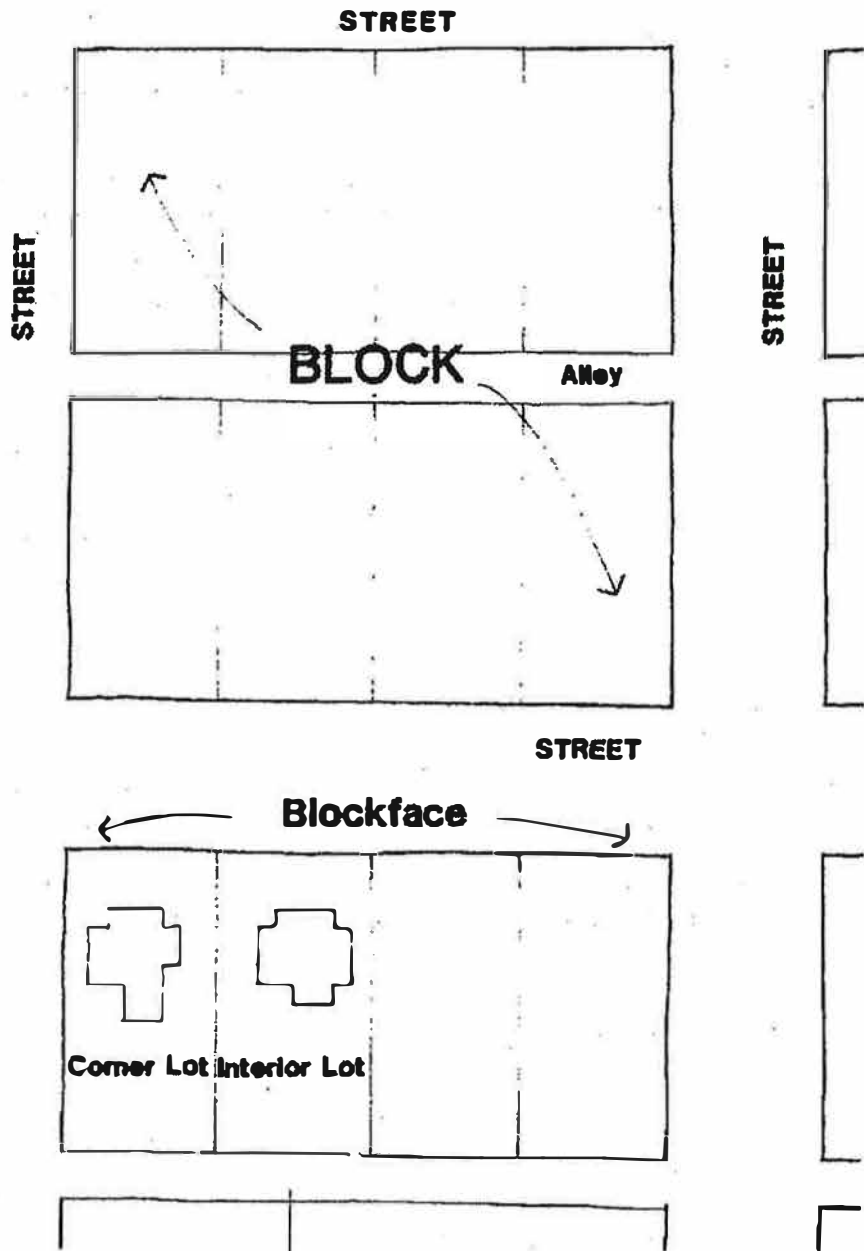 STREET
STREET
STREET
BLOCK
Alley
STREET
Blockface
Corner Lot
Interior Lot